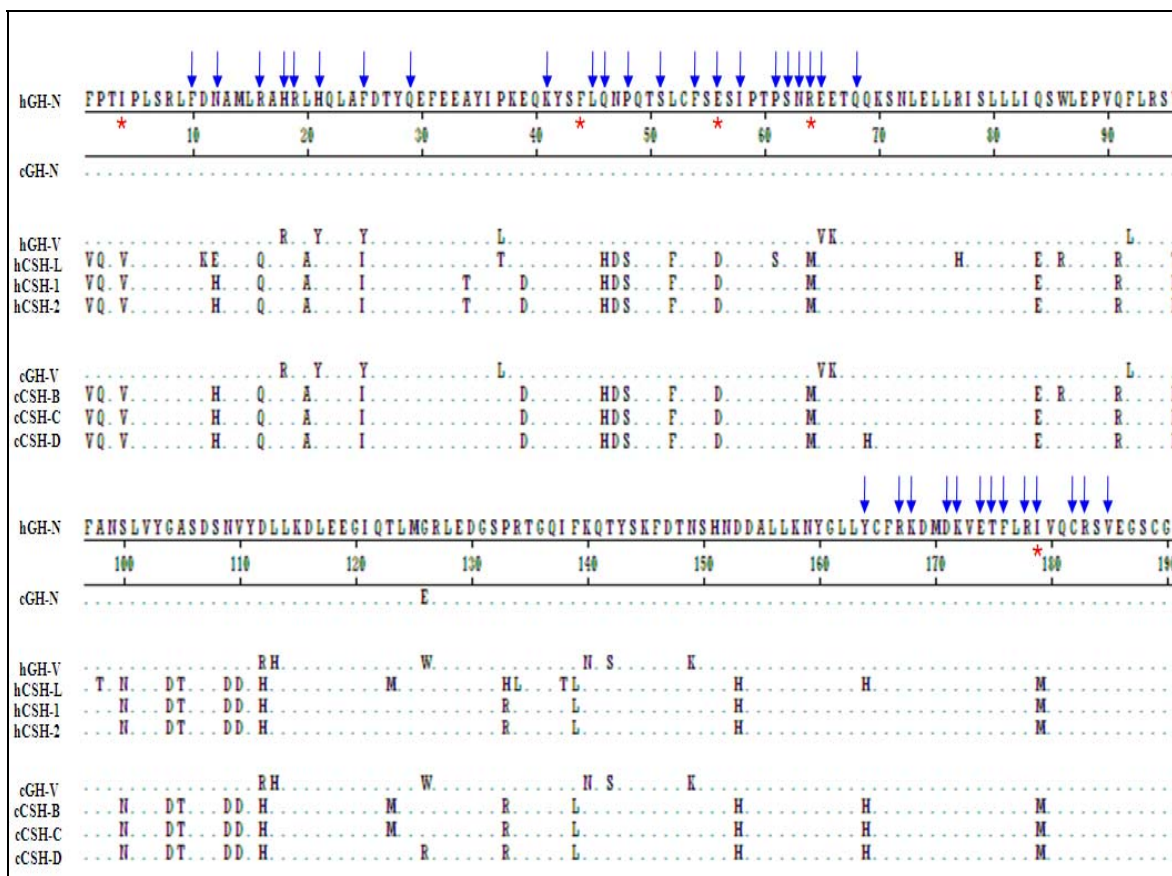 hGH-N FPTIPLSRLFDNAMLRAHRLHQLAFDTYQEFEEAYIPKEQKYSFLQNPQTSLCFSESIPTPSNREETQQKSNLELLRISLLLIQSWLEPVQFLRS
* * * *
10 20 30 40 50 60 70 80 90
cGH-N
hGH-V R Y Y L VK L
hCSH-L VQ V KE Q A I T HDS F D S M H E R R
hCSH-1 VQ V H Q A I T D HDS F D M E R
hCSH-2 VQ V H Q A I T D HDS F D M E R
cGH-V R Y Y L VK L
cCSH-B VQ V H Q A I D HDS F D M E R R
cCSH-C VQ V H Q A I D HDS F D M E R
cCSH-D VQ V H Q A I D HDS F D M H E R
hGH-N FANSLVYGASDSNVYDLLKDLEEGIQTLMGRLEDGSPRTGQIFKQTYSKFDTNSHNDDALLKNYGLLYCFRKDMDKVETFLRIVQCRSVEGSCG
*
100 110 120 130 140 150 160 170 180 190
cGH-N E
hGH-V RH W N S K
hCSH-L T N DT DD H M HL T L H H M
hCSH-1 N DT DD H R L H M
hCSH-2 N DT DD H R L H M
cGH-V RH W N S K
cCSH-B N DT DD H M R L H H M
cCSH-C N DT DD H M R L H H M
cCSH-D N DT DD H R R L H H M